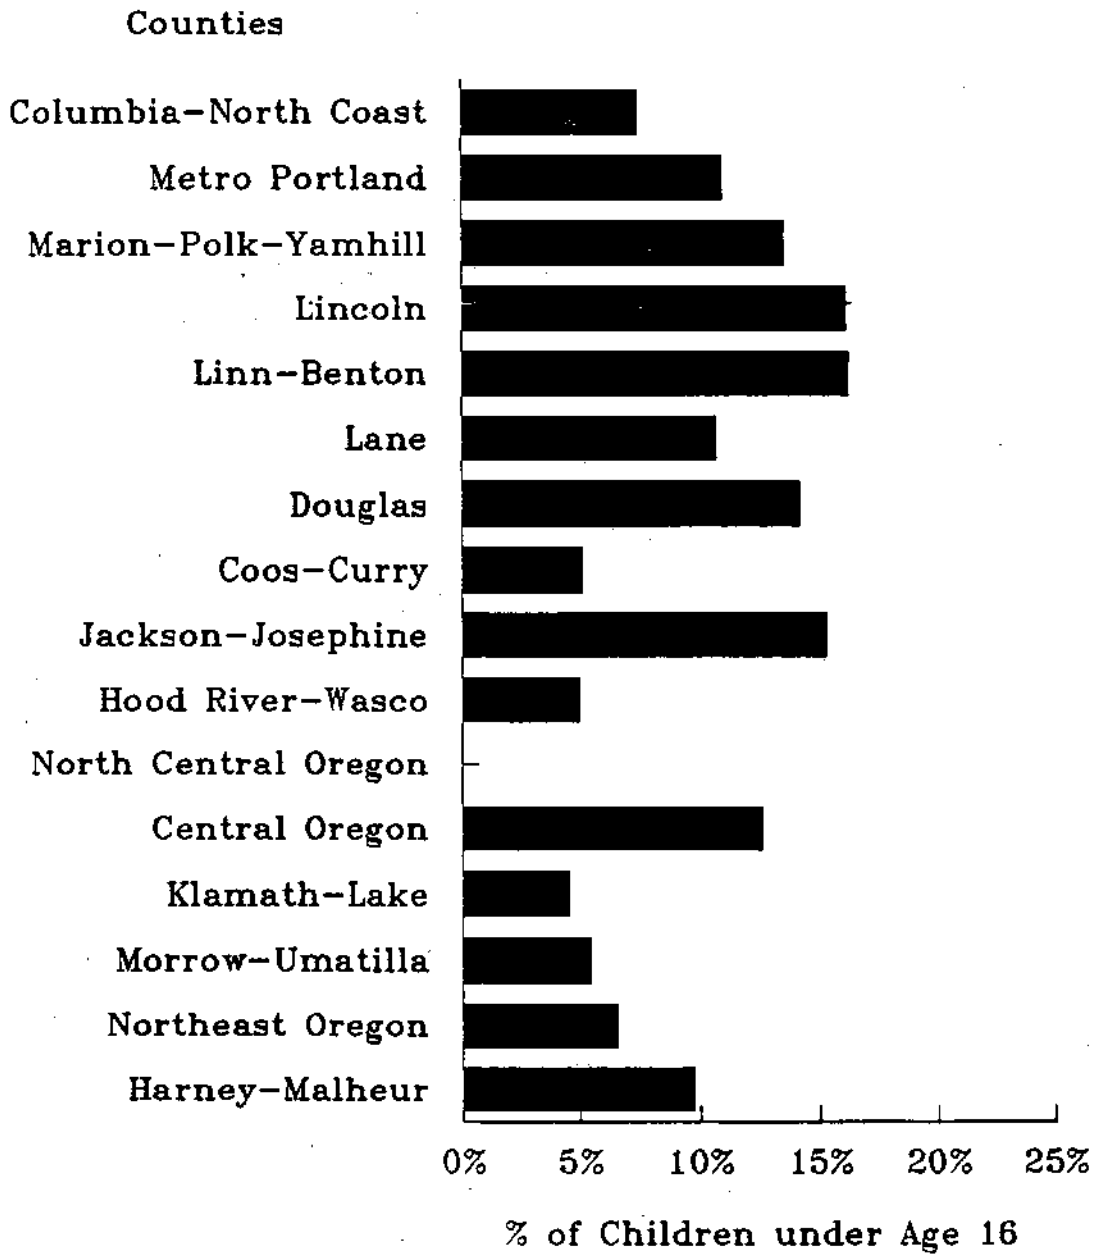 Counties
Columbia-North Coast
Metro Portland
Marion-Polk-Yamhill
Lincoln
Linn-Benton
Lane
Douglas
Coos-Curry
Jackson-Josephine
Hood River-Wasco
North Central Oregon
Central Oregon
Klamath-Lake
Morrow-Umatilla
Northeast Oregon
Harney-Malheur
0% 5% 10% 15% 20% 25%
% of Children under Age 16